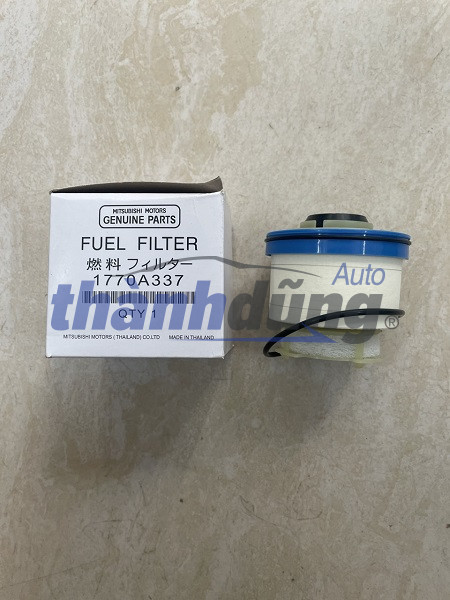 MITSUBISHI MOTORS
GENUINE PARTS
FUEL FILTER
燃料フィルター
1770A337
QTY 1
MITSUBISHI MOTORS (THAILAND) CO.LTD MADE IN THAILAND
Auto
thanhdũng®